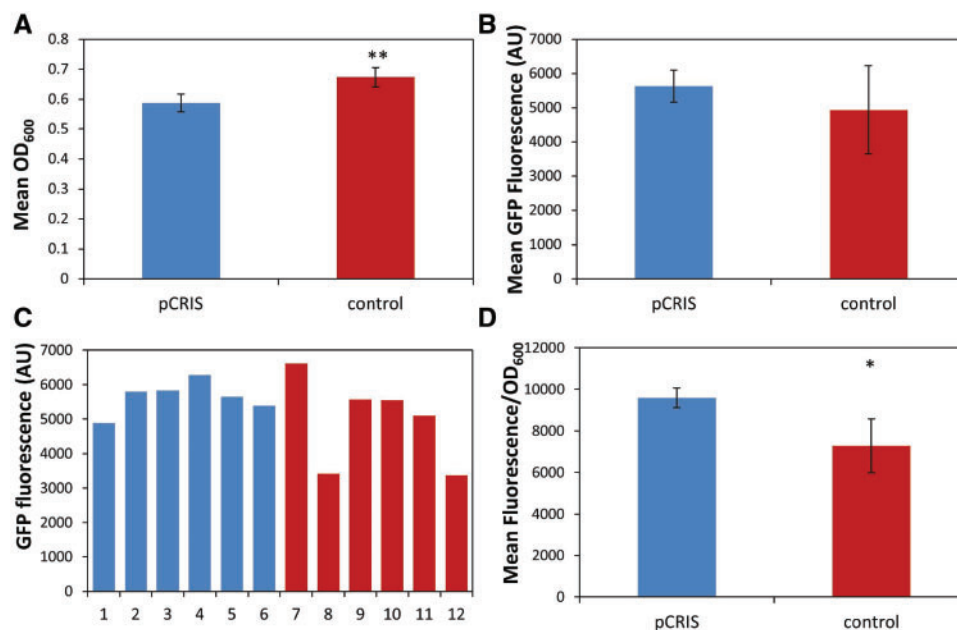 A
Mean OD600
0.8
0.7
0.6
0.5
0.4
0.3
0.2
0.1
0
**
pCRIS control
B
Mean GFP Fluorescence (AU)
7000
6000
5000
4000
3000
2000
1000
0
pCRIS control
C
GFP fluorescence (AU)
7000
6000
5000
4000
3000
2000
1000
0
1 2 3 4 5 6 7 8 9 10 11 12
D
Mean Fluorescence/OD600
12000
10000
8000
6000
4000
2000
0
*
pCRIS control